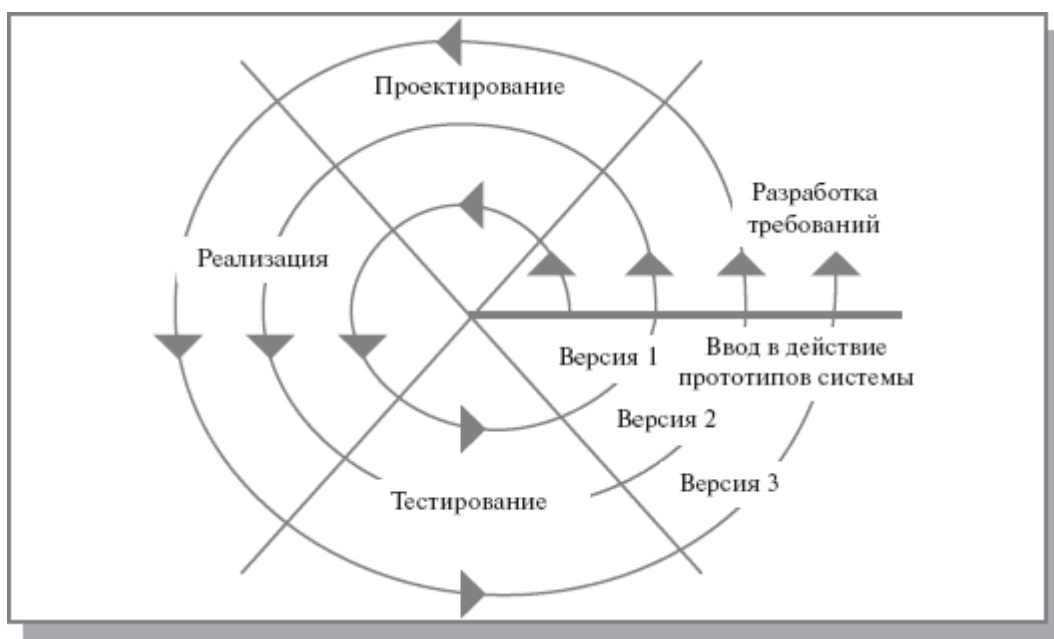 Проектирование
Разработка
требований
Реализация
Версия 1
Ввод в действие
прототипов системы
Версия 2
Версия 3
Тестирование